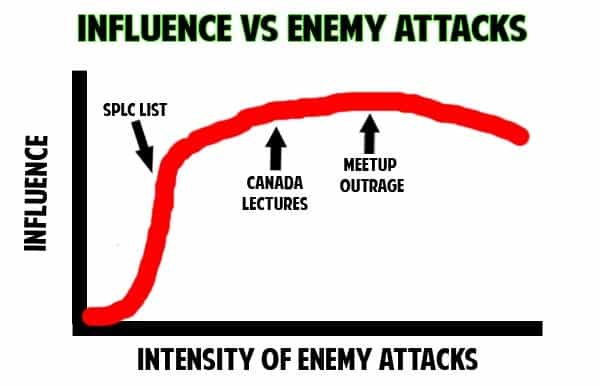 INFLUENCE VS ENEMY ATTACKS
SPLC LIST
CANADA
LECTURES
MEETUP
OUTRAGE
INFLUENCE
INTENSITY OF ENEMY ATTACKS